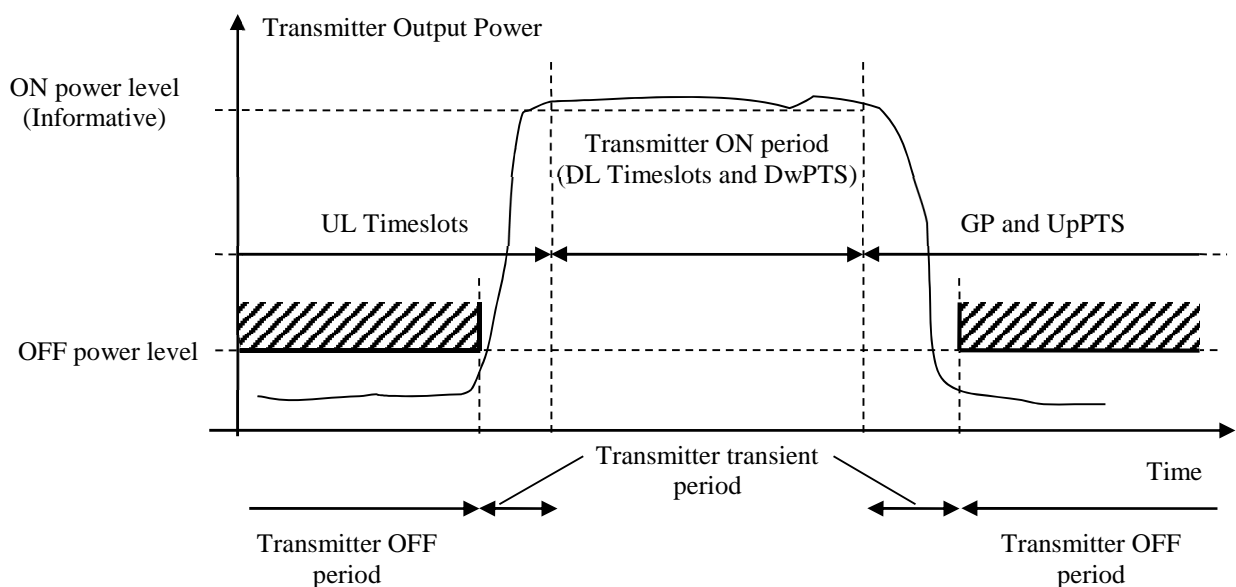 Transmitter Output Power
ON power level
(Informative)
Transmitter ON period
(DL Timeslots and DwPTS)
UL Timeslots
GP and UpPTS
OFF power level
Transmitter transient
period
Time
Transmitter OFF
period
Transmitter OFF
period